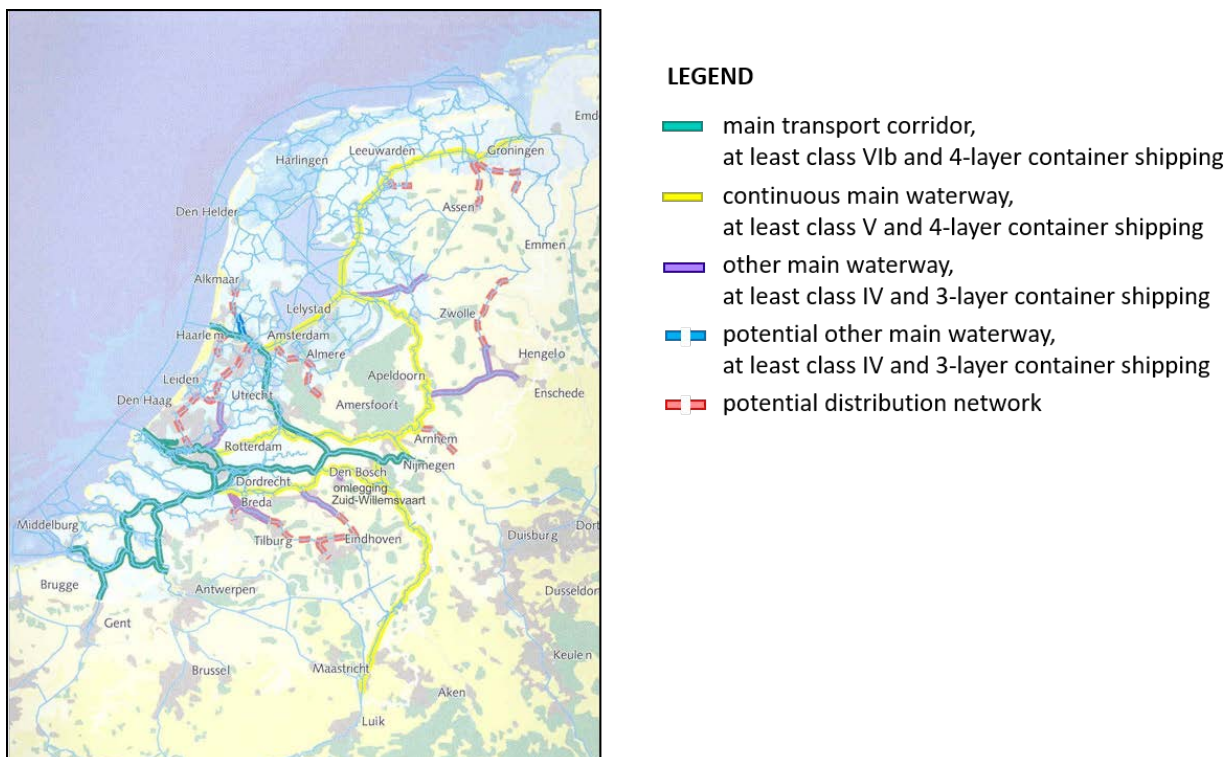 Emd
Groningen
Leeuwarden
Harlingen
Assen
Den Helder
Emmen
Alkmaar
Lelystad
Zwolle
Haarlem
Amsterdam
Almere
Hengelo
Leiden
Apeldoorn
Den Haag
Utrecht
Amersfoort
Enschede
Arnhem
Rotterdam
Nijmegen
Dordrecht
Den Bosch
omlegging
Zuid-Willemsvaart
Breda
Middelburg
Tilburg
Eindhoven
Duisburg
Dort
Brugge
Antwerpen
Dusseldor
Gent
Keulen
Brussel
Maastricht
Aken
Luik
LEGEND
main transport corridor,
at least class VIb and 4-layer container shipping
continuous main waterway,
at least class V and 4-layer container shipping
other main waterway,
at least class IV and 3-layer container shipping
potential other main waterway,
at least class IV and 3-layer container shipping
potential distribution network